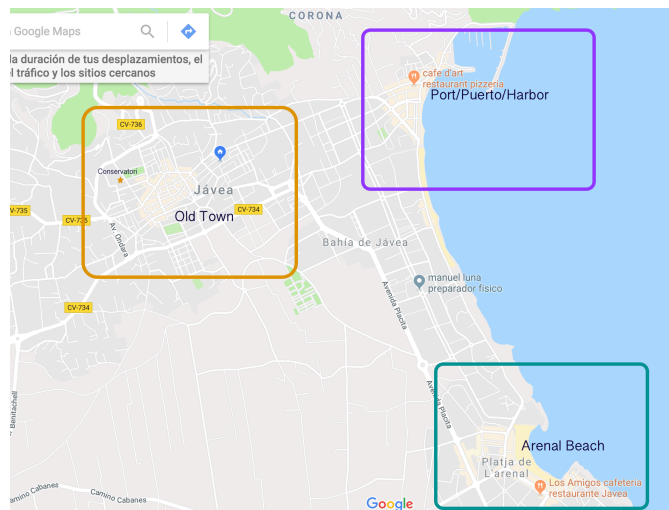 CORONA
Google Maps
la duración de tus desplazamientos, el
el tráfico y los sitios cercanos
cafe d'art
restaurant pizzeria
Port/Puerto/Harbor
CV-736
Conservatori
Jávea
Old Town
CV-734
V-735
CV-735
Av. Ondara
Bahía de Jávea
manuel luna
preparador fisico
Avenida Placita
CV-734
Avenida Placita
Benitachell
Arenal Beach
Platja de
L'arenal
Los Amigos cafeteria
restaurante Javea
Camino Cabanes
Camino Cabanes
Google